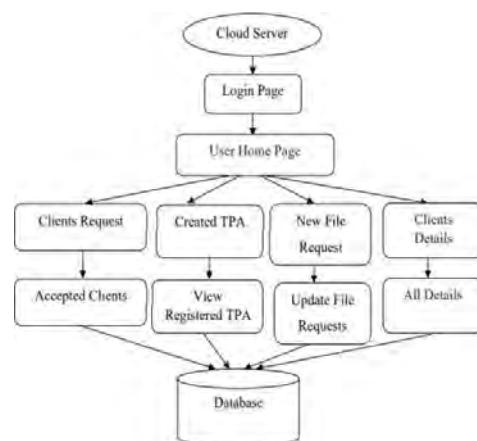 Cloud Server
Login Page
User Home Page
Clients Request
Created TPA
New File
Request
Clients
Details
Accepted Clients
View
Registered TPA
Update File
Requests
All Details
Database